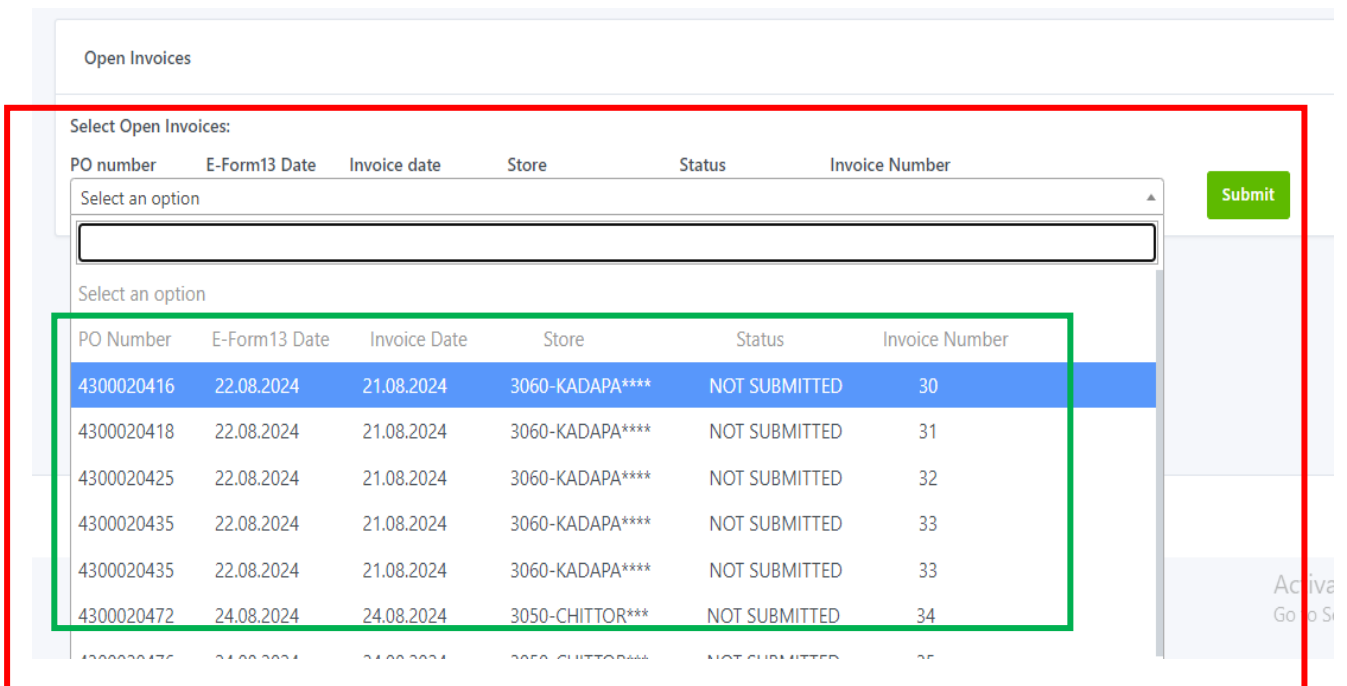 Open Invoices
Select Open Invoices:
PO number E-Form13 Date Invoice date Store Status Invoice Number
Select an option
Submit
Select an option
PO Number E-Form13 Date Invoice Date Store Status Invoice Number
4300020416 22.08.2024 21.08.2024 3060-KADAPA**** NOT SUBMITTED 30
4300020418 22.08.2024 21.08.2024 3060-KADAPA**** NOT SUBMITTED 31
4300020425 22.08.2024 21.08.2024 3060-KADAPA**** NOT SUBMITTED 32
4300020435 22.08.2024 21.08.2024 3060-KADAPA**** NOT SUBMITTED 33
4300020435 22.08.2024 21.08.2024 3060-KADAPA**** NOT SUBMITTED 33
4300020472 24.08.2024 24.08.2024 3050-CHITTOR*** NOT SUBMITTED 34
Go to